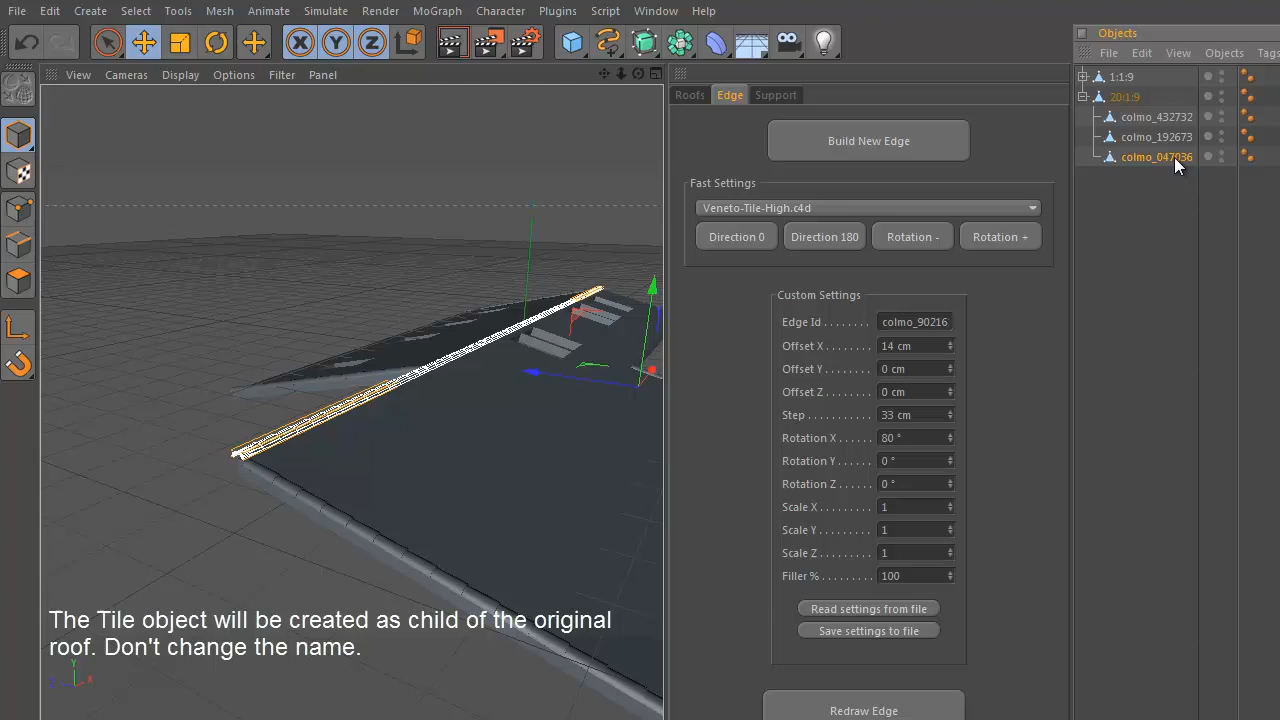 File Edit Create Select Tools Mesh Animate Simulate Render MoGraph Character Plugins Script Window Help
Objects
File Edit View Objects Tags
View Cameras Display Options Filter Panel
1:1:9
20:1:9
colmo_432732
colmo_192673
colmo_047036
Roofs Edge Support
Build New Edge
Fast Settings
Veneto-Tile-High.c4d
Direction 0 Direction 180 Rotation - Rotation +
Custom Settings
Edge Id . . . . . . . . colmo_90216
Offset X . . . . . . . . 14 cm
Offset Y . . . . . . . . 0 cm
Offset Z . . . . . . . . 0 cm
Step . . . . . . . . . . . 33 cm
Rotation X . . . . . . 80 °
Rotation Y . . . . . . 0 °
Rotation Z . . . . . . 0 °
Scale X . . . . . . . . . 1
Scale Y . . . . . . . . . 1
Scale Z . . . . . . . . . 1
Filler % . . . . . . . . . 100
Read settings from file
Save settings to file
Redraw Edge
The Tile object will be created as child of the original
roof. Don't change the name.
Y
Z X